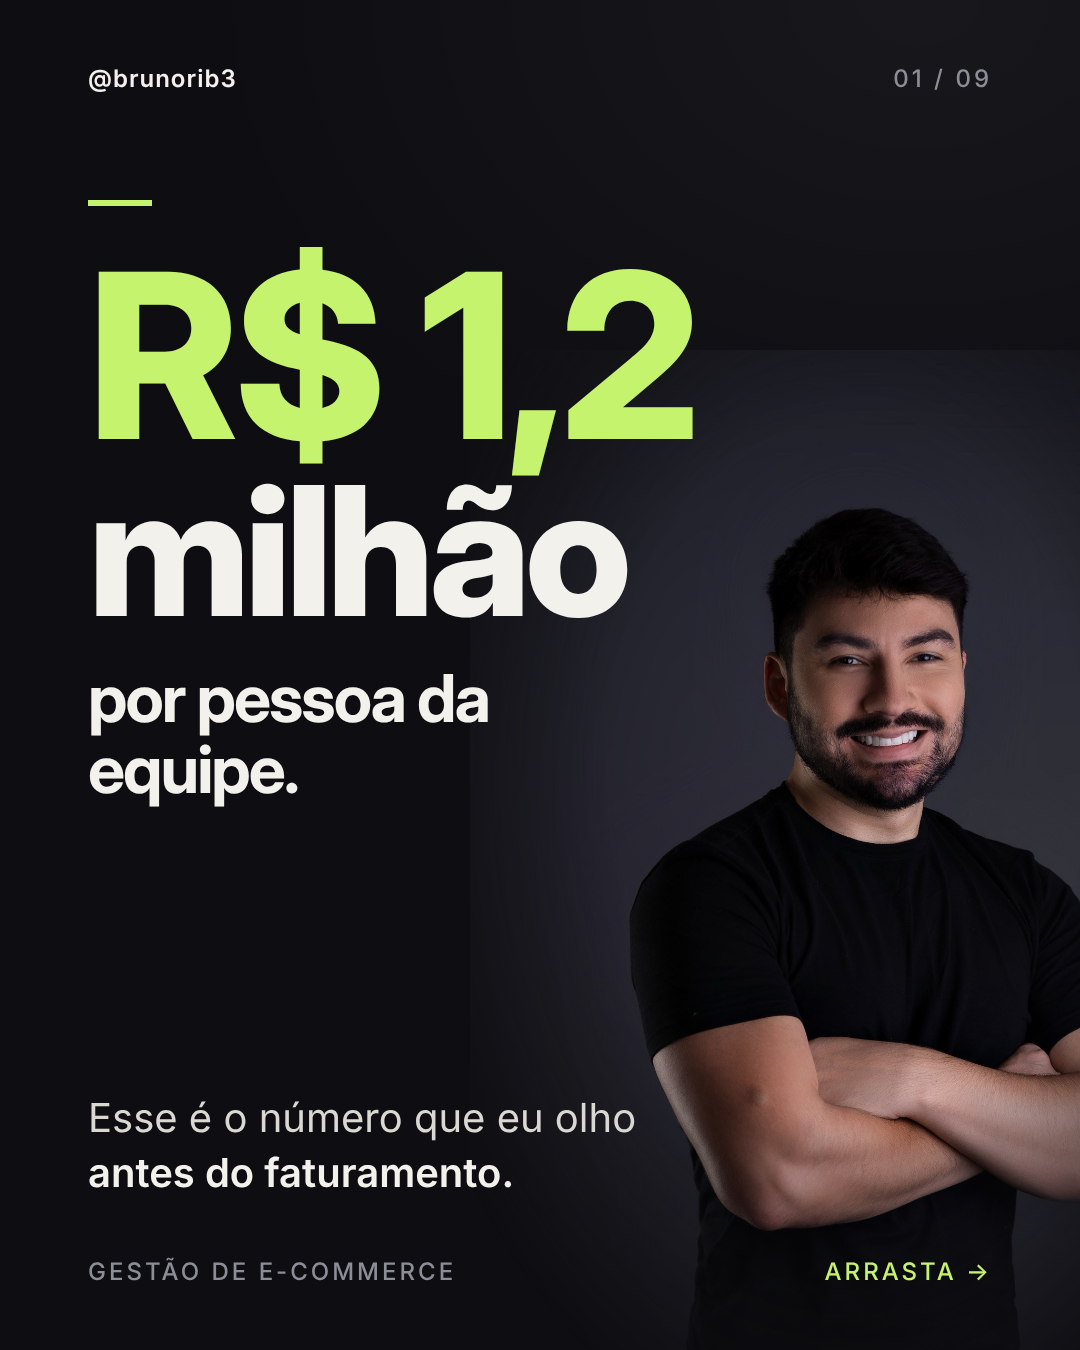 @brunorib3
01 / 09
R$ 1,2
milhão
por pessoa da
equipe.
Esse é o número que eu olho
antes do faturamento.
GESTÃO DE E-COMMERCE
ARRASTA →